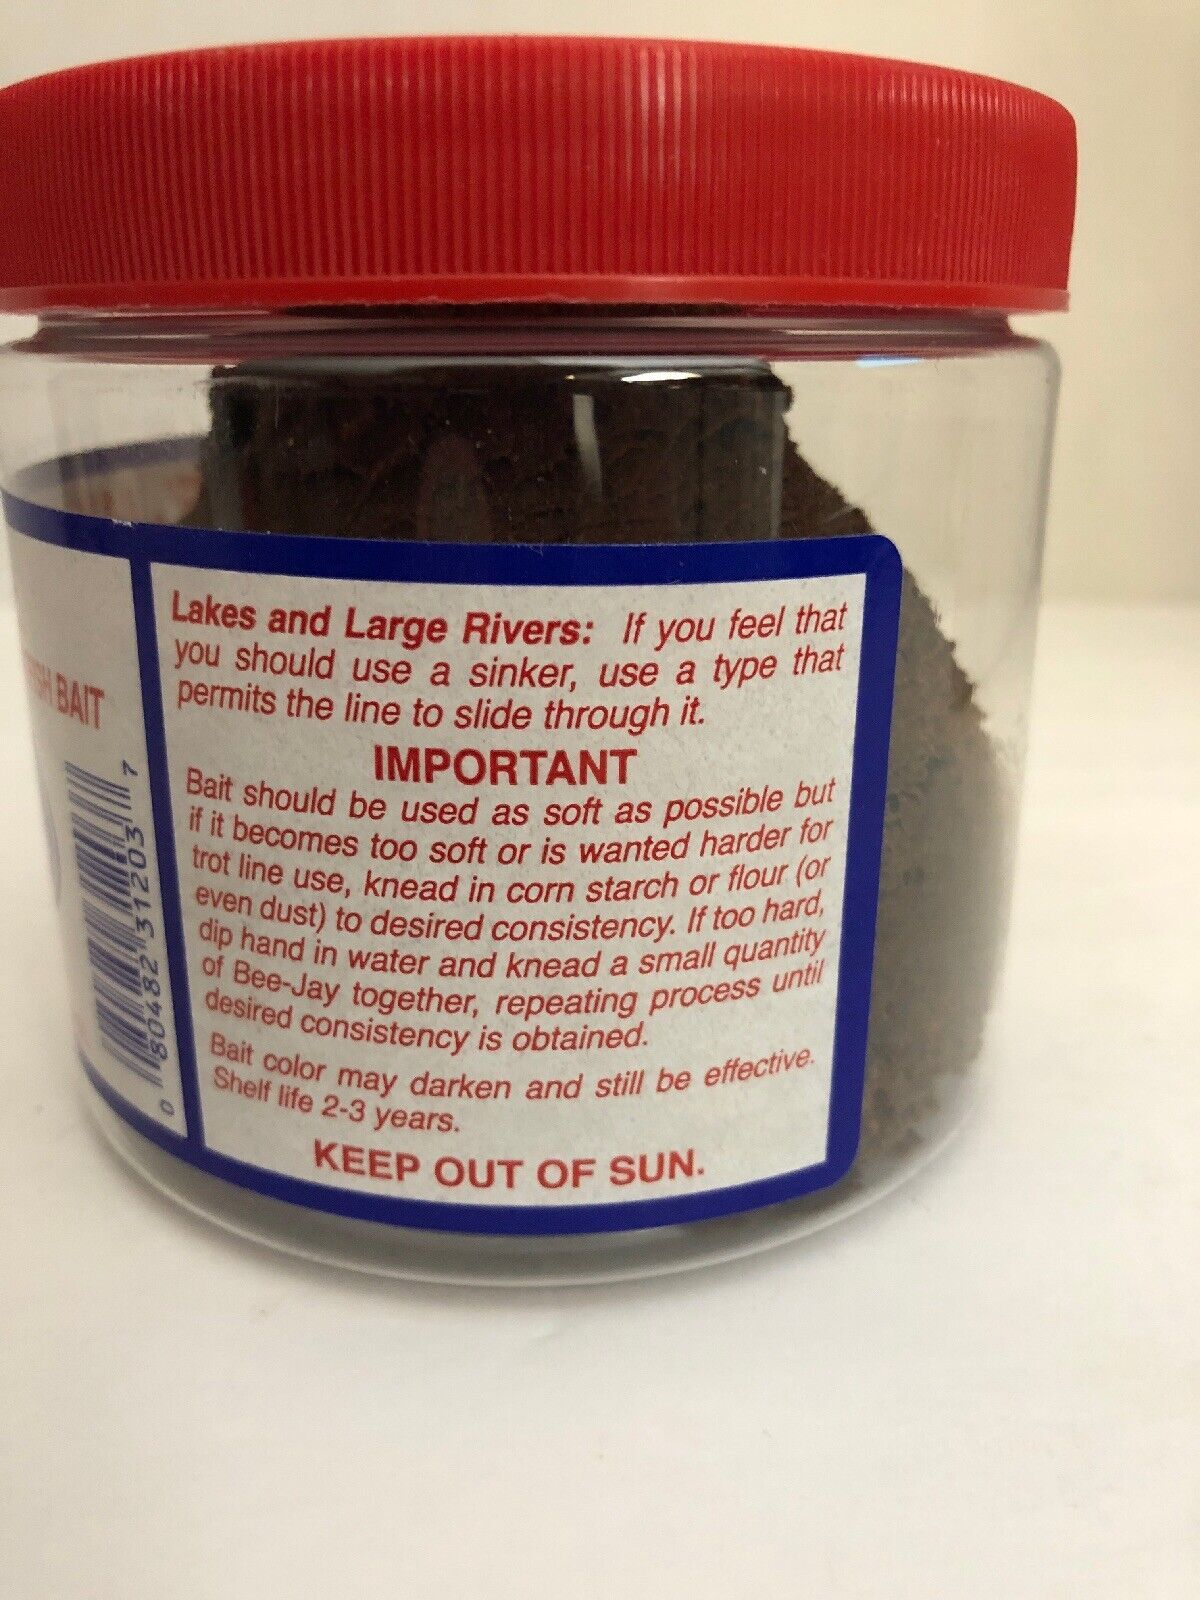 Lakes and Large Rivers: If you feel that
you should use a sinker, use a type that
permits the line to slide through it.
IMPORTANT
Bait should be used as soft as possible but
if it becomes too soft or is wanted harder for
trot line use, knead in corn starch or flour (or
even dust) to desired consistency. If too hard,
dip hand in water and knead a small quantity
of Bee-Jay together, repeating process until
desired consistency is obtained.
Bait color may darken and still be effective.
Shelf life 2-3 years.
KEEP OUT OF SUN.
BAIT
0 80482 31203 7